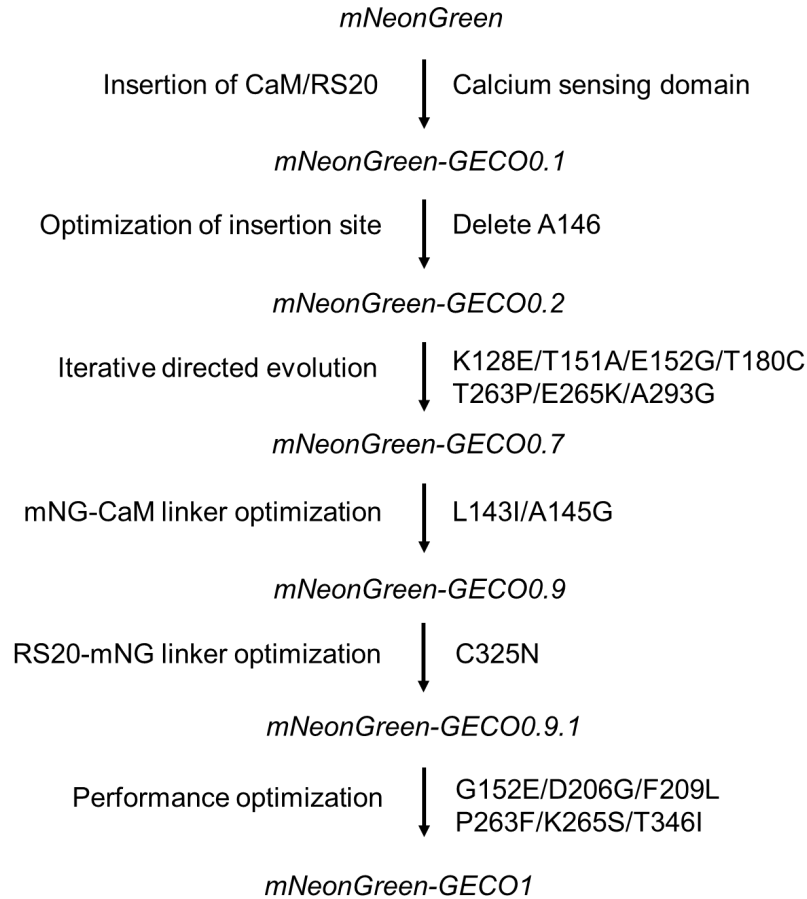 mNeonGreen
Insertion of CaM/RS20
Calcium sensing domain
mNeonGreen-GECO0.1
Optimization of insertion site
Delete A146
mNeonGreen-GECO0.2
Iterative directed evolution
K128E/T151A/E152G/T180C
T263P/E265K/A293G
mNeonGreen-GECO0.7
mNG-CaM linker optimization
L143I/A145G
mNeonGreen-GECO0.9
RS20-mNG linker optimization
C325N
mNeonGreen-GECO0.9.1
Performance optimization
G152E/D206G/F209L
P263F/K265S/T346I
mNeonGreen-GECO1